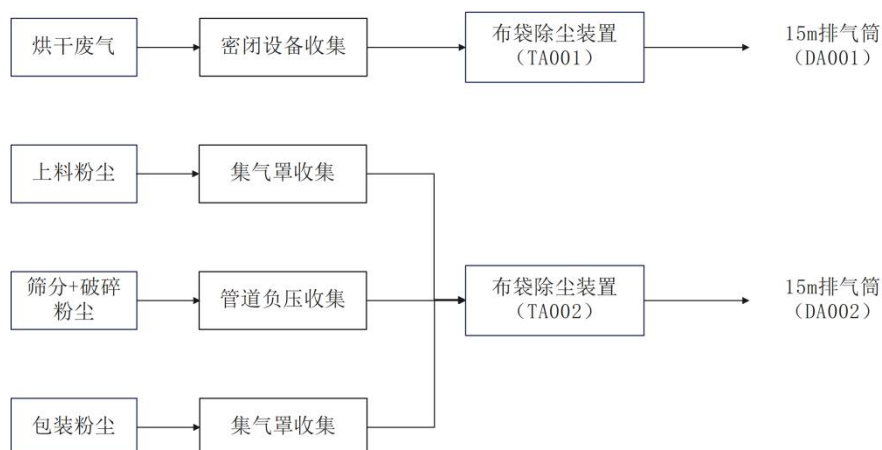 烘干废气
密闭设备收集
布袋除尘装置
（TA001）
15m排气筒
（DA001）
上料粉尘
集气罩收集
筛分+破碎
粉尘
管道负压收集
布袋除尘装置
（TA002）
15m排气筒
（DA002）
包装粉尘
集气罩收集